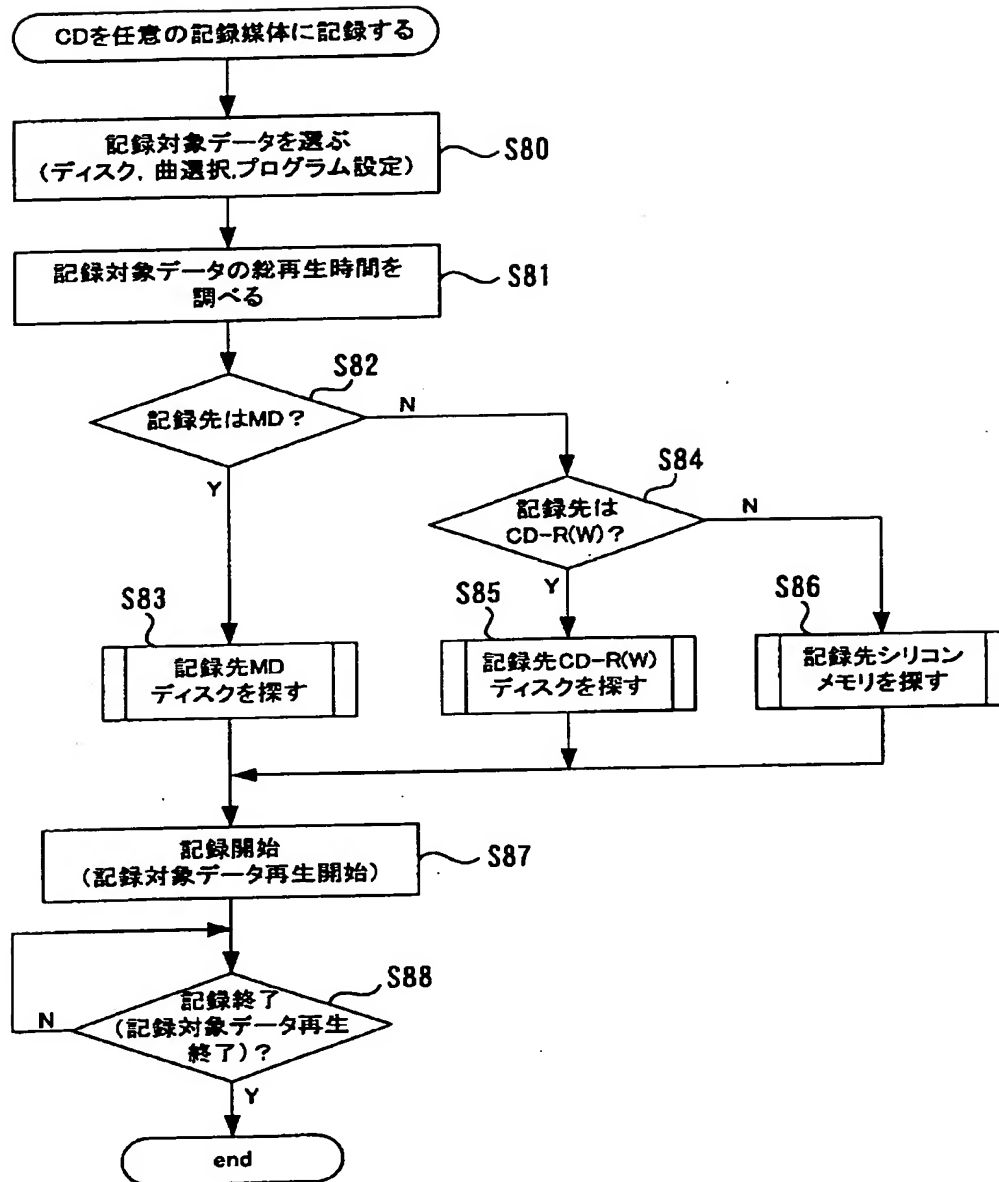 CDを任意の記録媒体に記録する
記録対象データを選ぶ
(ディスク, 曲選択,プログラム設定)
S80
記録対象データの総再生時間を
調べる
S81
S82
記録先はMD?
N
Y
S84
記録先は
CD-R(W)?
N
Y
S83
記録先MD
ディスクを探す
S85
記録先CD-R(W)
ディスクを探す
S86
記録先シリコン
メモリを探す
記録開始
(記録対象データ再生開始)
S87
S88
記録終了
(記録対象データ再生
終了)?
N
Y
end